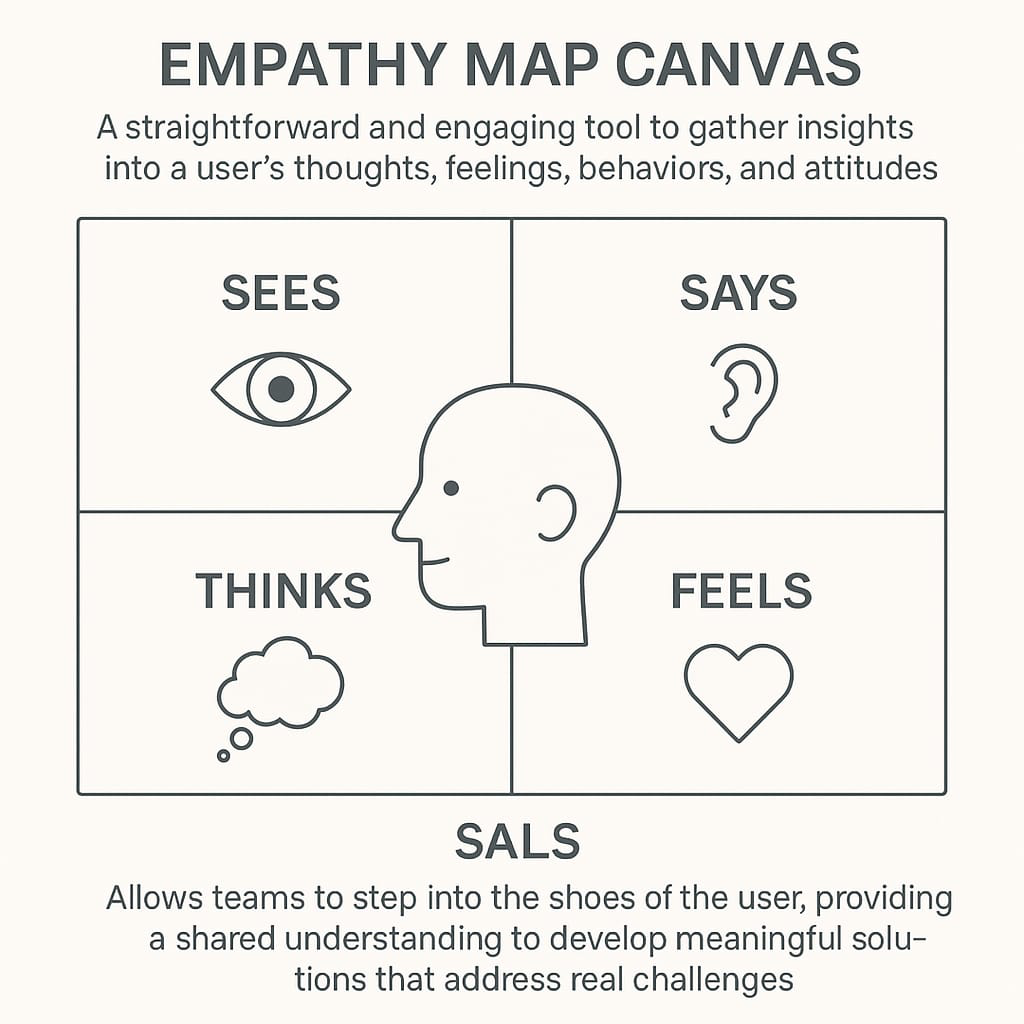 EMPATHY MAP CANVAS
A straightforward and engaging tool to gather insights
into a user's thoughts, feelings, behaviors, and attitudes
SEES
SAYS
THINKS
FEELS
SALS
Allows teams to step into the shoes of the user, providing
a shared understanding to develop meaningful solu-
tions that address real challenges